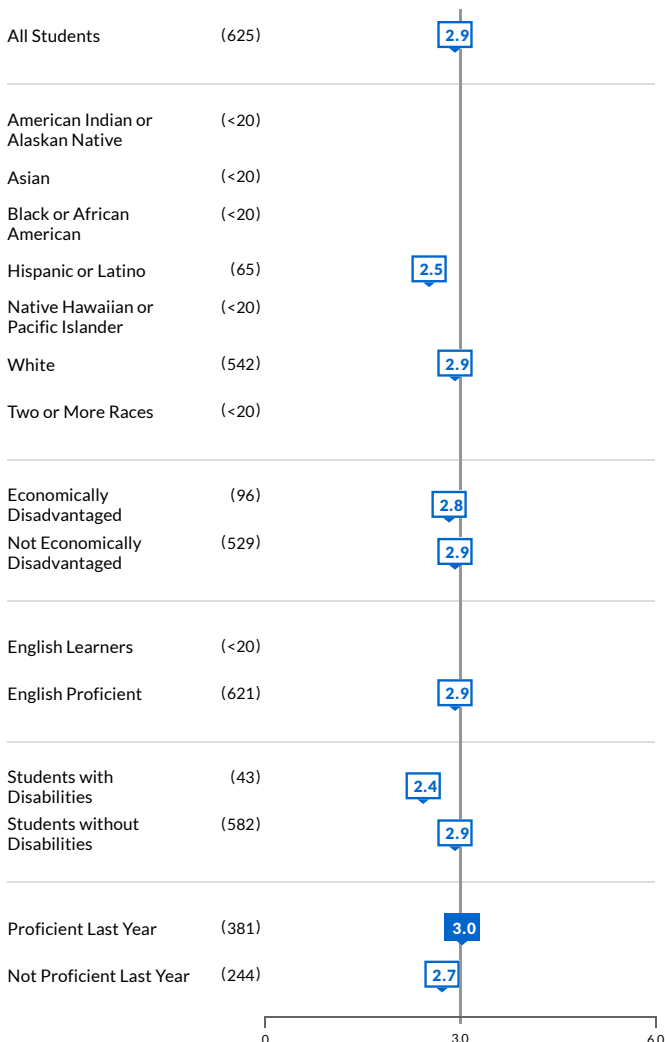 All Students (625) 2.9
American Indian or (<20)
Alaskan Native
Asian (<20)
Black or African (<20)
American
Hispanic or Latino (65) 2.5
Native Hawaiian or (<20)
Pacific Islander
White (542) 2.9
Two or More Races (<20)
Economically (96) 2.8
Disadvantaged
Not Economically (529) 2.9
Disadvantaged
English Learners (<20)
English Proficient (621) 2.9
Students with (43) 2.4
Disabilities
Students without (582) 2.9
Disabilities
Proficient Last Year (381) 3.0
Not Proficient Last Year (244) 2.7
0 3.0 6.0